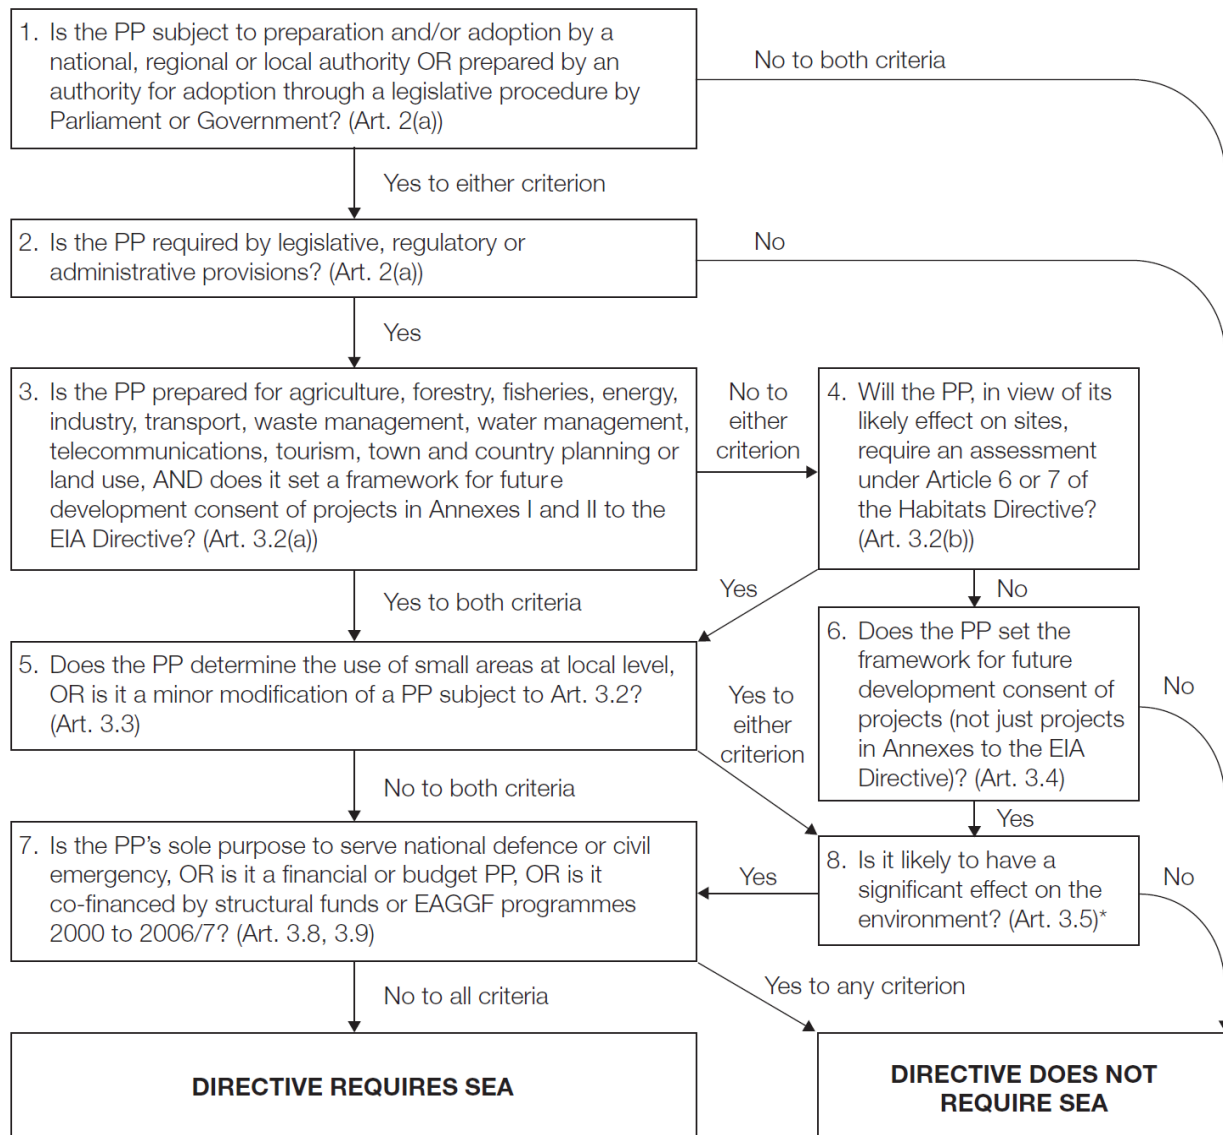 1. Is the PP subject to preparation and/or adoption by a
national, regional or local authority OR prepared by an
authority for adoption through a legislative procedure by
Parliament or Government? (Art. 2(a))
No to both criteria
Yes to either criterion
2. Is the PP required by legislative, regulatory or
administrative provisions? (Art. 2(a))
No
Yes
3. Is the PP prepared for agriculture, forestry, fisheries, energy,
industry, transport, waste management, water management,
telecommunications, tourism, town and country planning or
land use, AND does it set a framework for future
development consent of projects in Annexes I and II to the
EIA Directive? (Art. 3.2(a))
No to
either
criterion
4. Will the PP, in view of its
likely effect on sites,
require an assessment
under Article 6 or 7 of
the Habitats Directive?
(Art. 3.2(b))
Yes to both criteria
Yes
No
5. Does the PP determine the use of small areas at local level,
OR is it a minor modification of a PP subject to Art. 3.2?
(Art. 3.3)
Yes to
either
criterion
6. Does the PP set the
framework for future
development consent of
projects (not just projects
in Annexes to the EIA
Directive)? (Art. 3.4)
No
No to both criteria
Yes
7. Is the PP's sole purpose to serve national defence or civil
emergency, OR is it a financial or budget PP, OR is it
co-financed by structural funds or EAGGF programmes
2000 to 2006/7? (Art. 3.8, 3.9)
Yes
8. Is it likely to have a
significant effect on the
environment? (Art. 3.5)*
No
No to all criteria
Yes to any criterion
DIRECTIVE REQUIRES SEA
DIRECTIVE DOES NOT
REQUIRE SEA